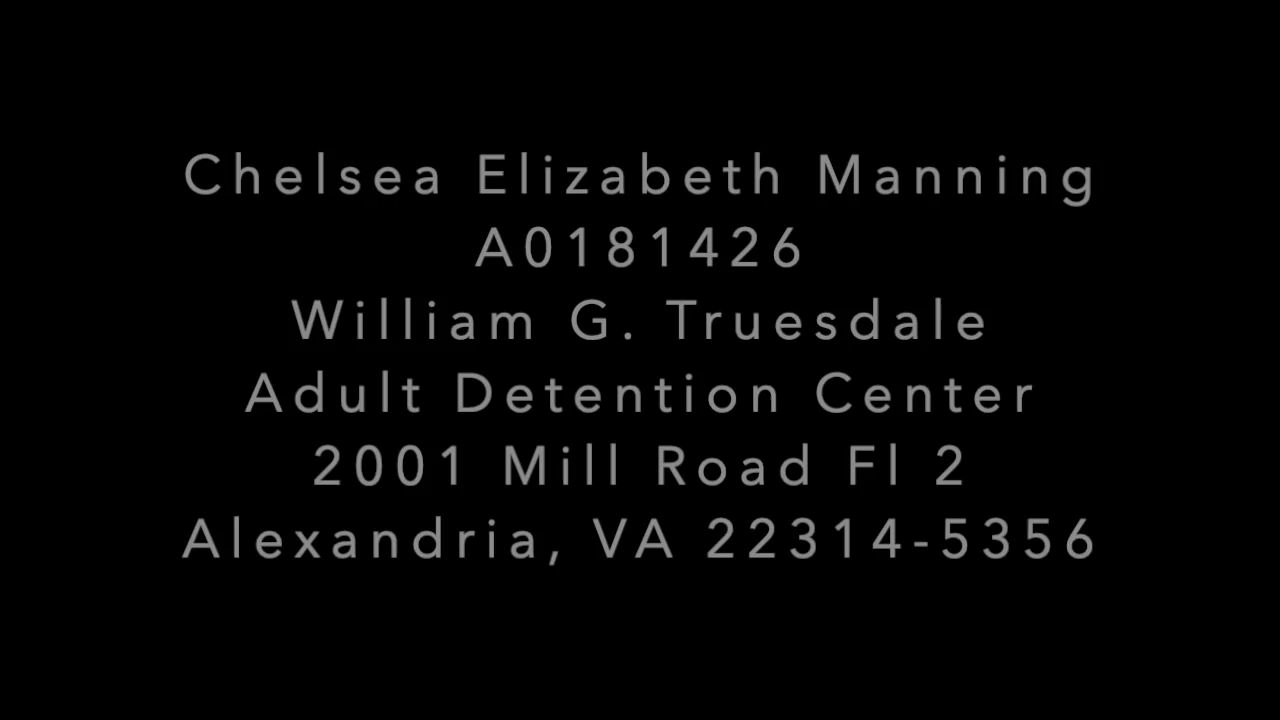 Chelsea Elizabeth Manning
A0181426
William G. Truesdale
Adult Detention Center
2001 Mill Road Fl 2
Alexandria, VA 22314-5356